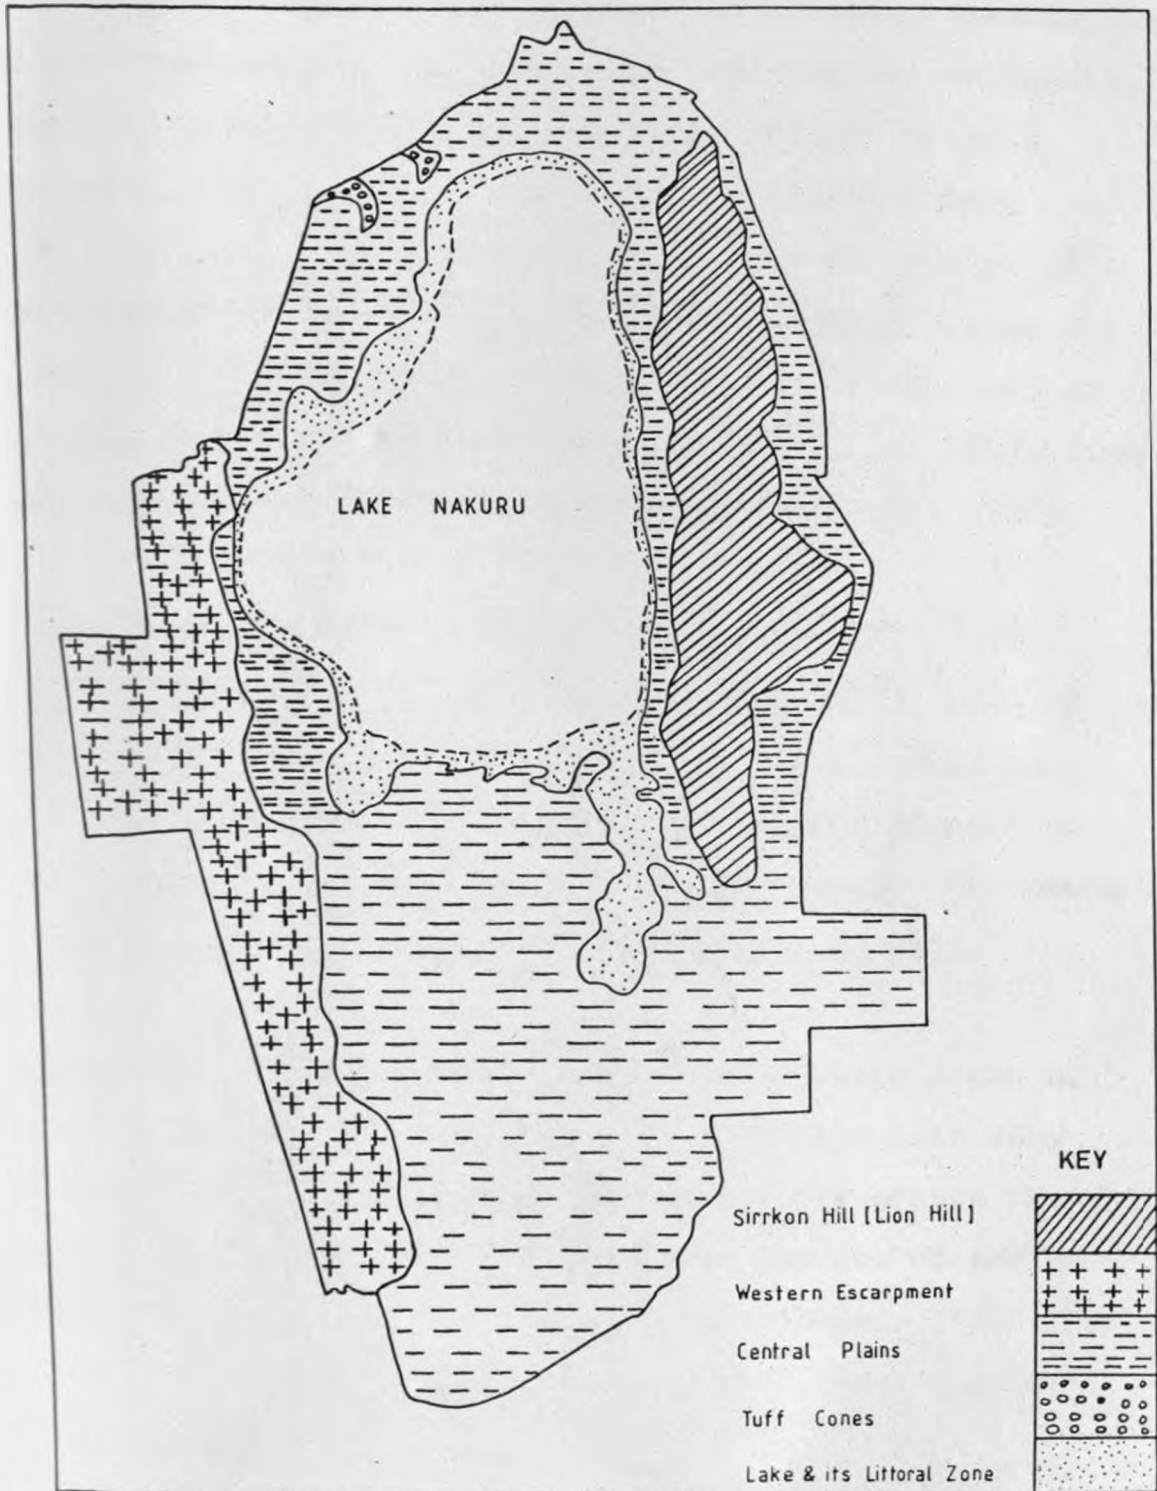 LAKE NAKURU
KEY
Sirrkon Hill [Lion Hill]
Western Escarpment
Central Plains
Tuff Cones
Lake & its Littoral Zone